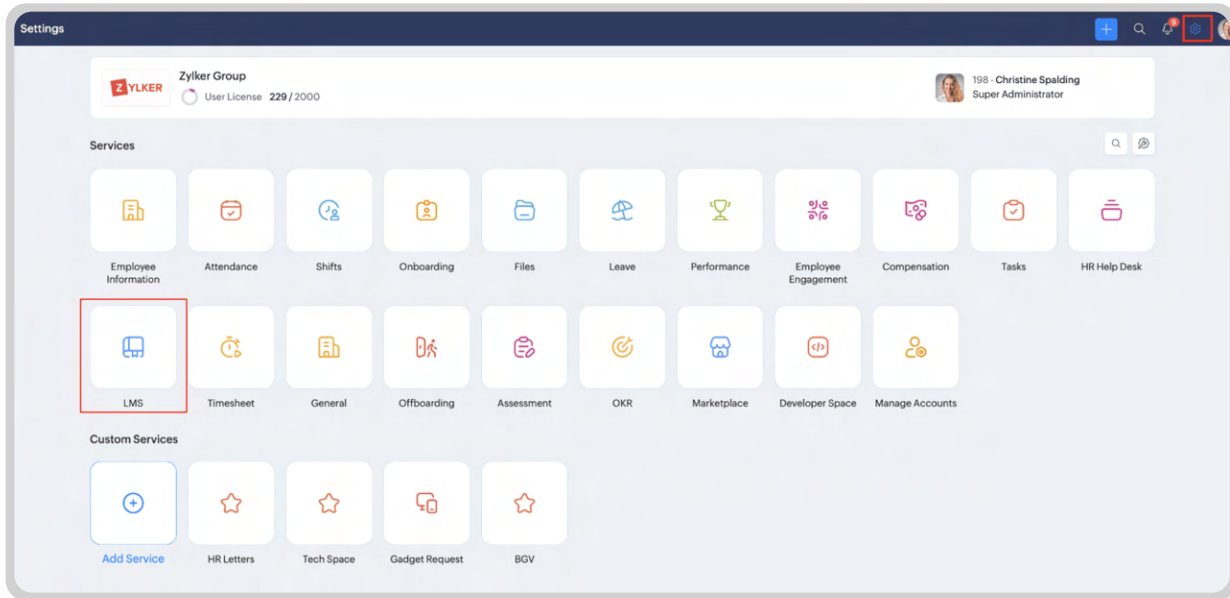 Settings
9
Z YLKER
Zylker Group
User License 229 / 2000
198 - Christine Spalding
Super Administrator
Services
Employee
Information
Attendance
Shifts
Onboarding
Files
Leave
Performance
Employee
Engagement
Compensation
Tasks
HR Help Desk
LMS
Timesheet
General
Offboarding
Assessment
OKR
Marketplace
Developer Space
Manage Accounts
Custom Services
Add Service
HR Letters
Tech Space
Gadget Request
BGV